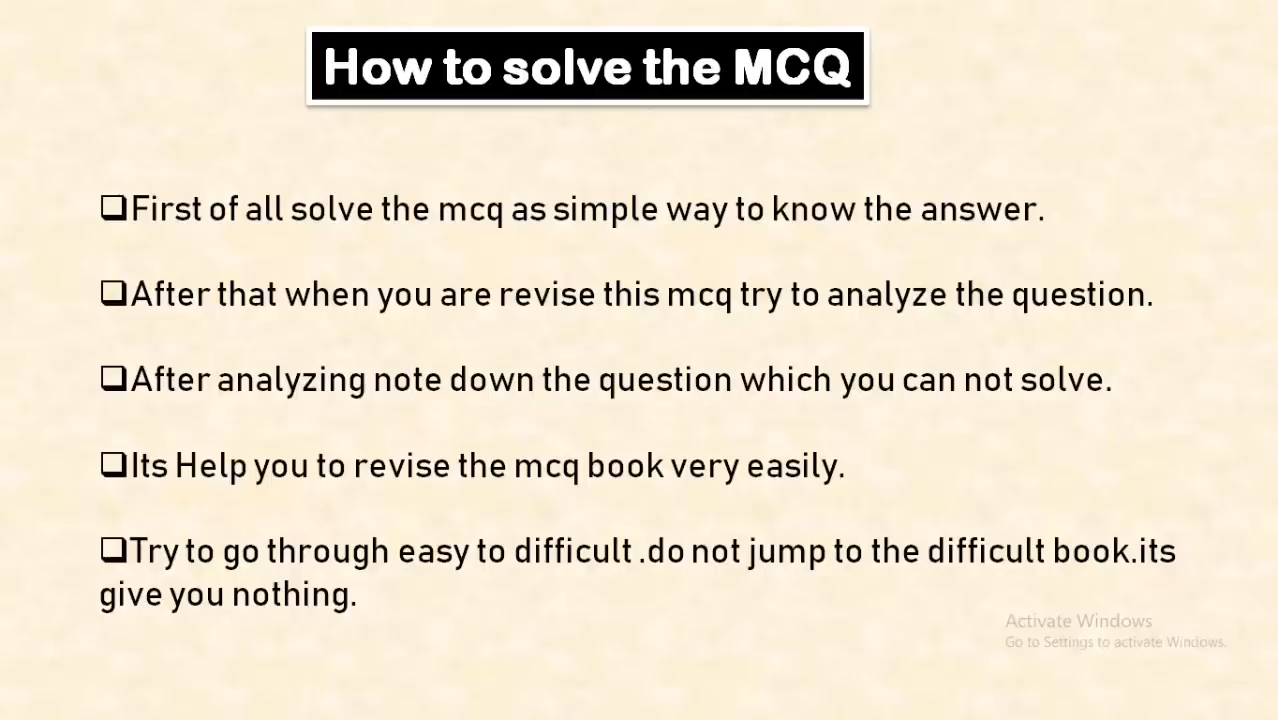 How to solve the MCQ
❑First of all solve the mcq as simple way to know the answer.
❑After that when you are revise this mcq try to analyze the question.
❑After analyzing note down the question which you can not solve.
❑Its Help you to revise the mcq book very easily.
❑Try to go through easy to difficult .do not jump to the difficult book.its
give you nothing.
Activate Windows
Go to Settings to activate Windows.